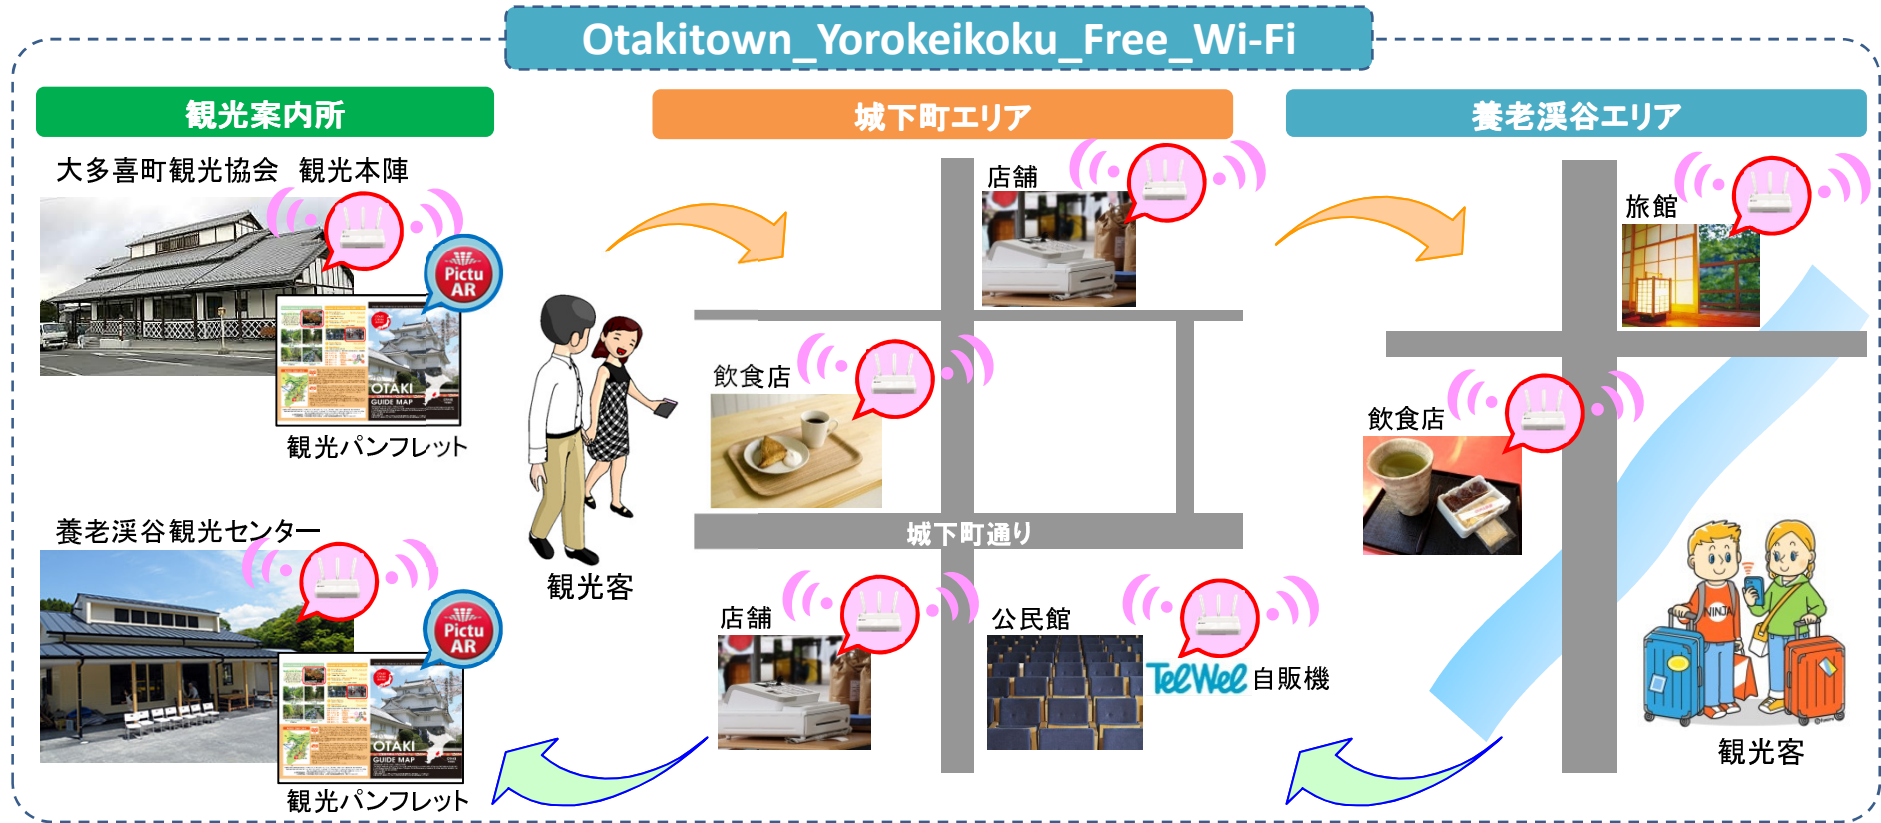 Otakitown_Yorokeikoku_Free_Wi-Fi
観光案内所
大多喜町観光協会　観光本陣
Pictu
AR
OTAKI
GUIDE MAP
観光パンフレット
養老渓谷観光センター
Pictu
AR
OTAKI
GUIDE MAP
観光パンフレット
観光客
城下町エリア
店舗
飲食店
城下町通り
店舗
公民館
TelWel 自販機
養老渓谷エリア
旅館
飲食店
NINJA
観光客